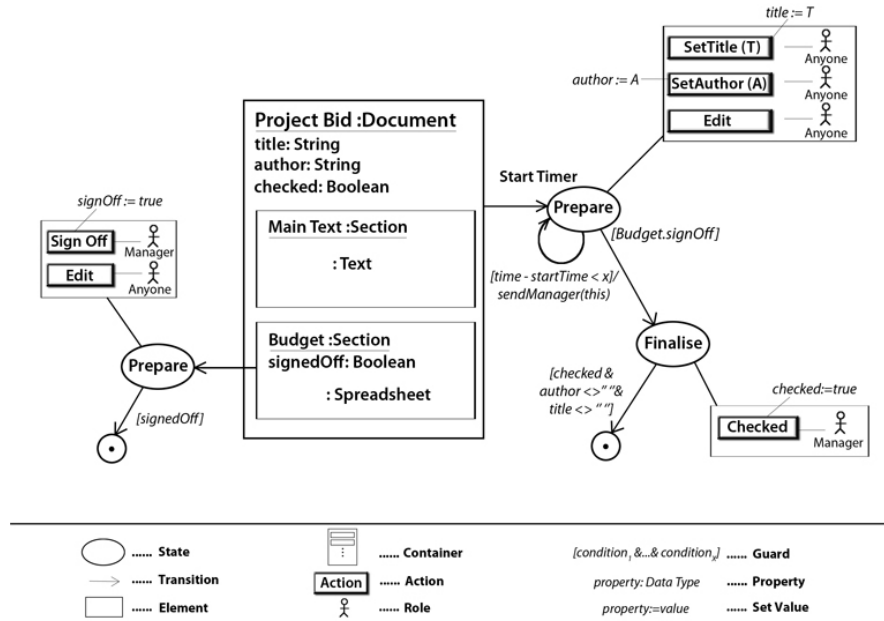 title := T
SetTitle (T)
Anyone
author := A
SetAuthor (A)
Anyone
Edit
Anyone
Project Bid :Document
title: String
author: String
checked: Boolean
Main Text :Section
: Text
Budget :Section
signedOff: Boolean
: Spreadsheet
signOff := true
Sign Off
Manager
Edit
Anyone
Prepare
[signedOff]
Start Timer
Prepare
[Budget.signOff]
[time - startTime < x]/
sendManager(this)
Finalise
[checked &
author <>" "&
title <> " "]
checked:=true
Checked
Manager
...... State
...... Transition
...... Element
...... Container
Action ...... Action
...... Role
[condition1 &...& conditionx] ...... Guard
property: Data Type ...... Property
property:=value ...... Set Value